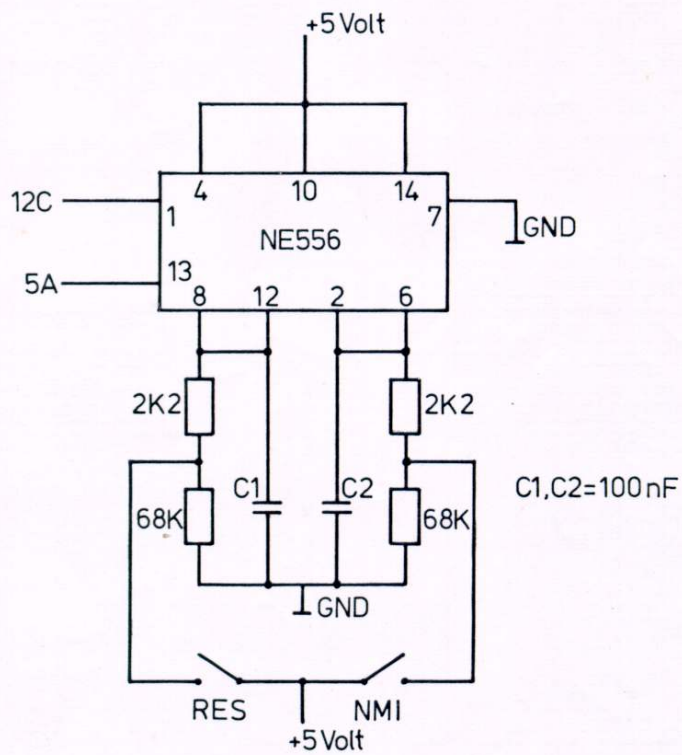 +5 Volt
4 10 14
12C
1 7
NE556 GND
13
5A
8 12 2 6
2K2 2K2
C1 C2 C1,C2=100nF
68K 68K
GND
RES NMI
+5 Volt